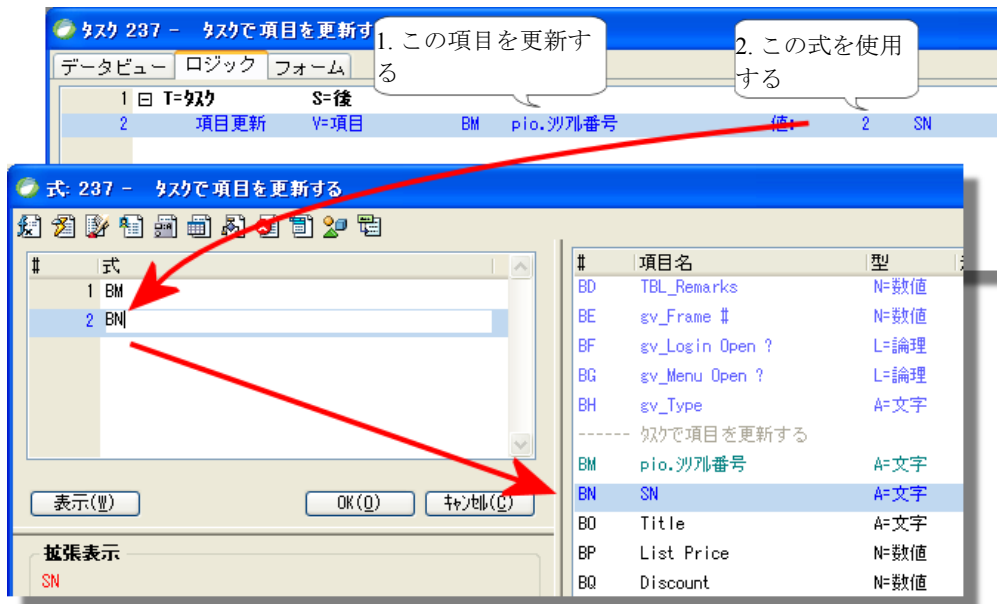 タスク 237 - タスクで項目を更新す
1. この項目を更新す
る
2. この式を使用
する
データビュー ロジック フォーム
1 T=タスク S=後
2 項目更新 V=項目 BM pio.シリアル番号 値: 2 SN
式: 237 - タスクで項目を更新する
# 式
1 BM
2 BN
表示(W) OK(O) キャンセル(C)
拡張表示
SN
# 項目名 型
BD TBL_Remarks N=数値
BE gv_Frame # N=数値
BF gv_Login Open ? L=論理
BG gv_Menu Open ? L=論理
BH gv_Type A=文字
------ タスクで項目を更新する
BM pio.シリアル番号 A=文字
BN SN A=文字
BO Title A=文字
BP List Price N=数値
BQ Discount N=数値